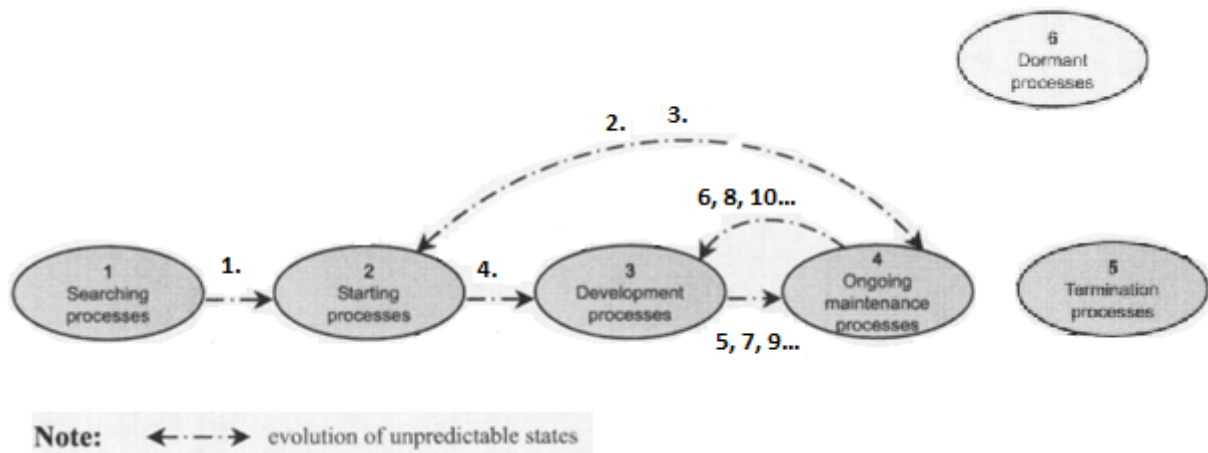 6
Dormant
processes
2.
3.
6, 8, 10...
1
Searching
processes
1.
2
Starting
processes
4.
3
Development
processes
4
Ongoing
maintenance
processes
5
Termination
processes
5, 7, 9...
Note:
evolution of unpredictable states